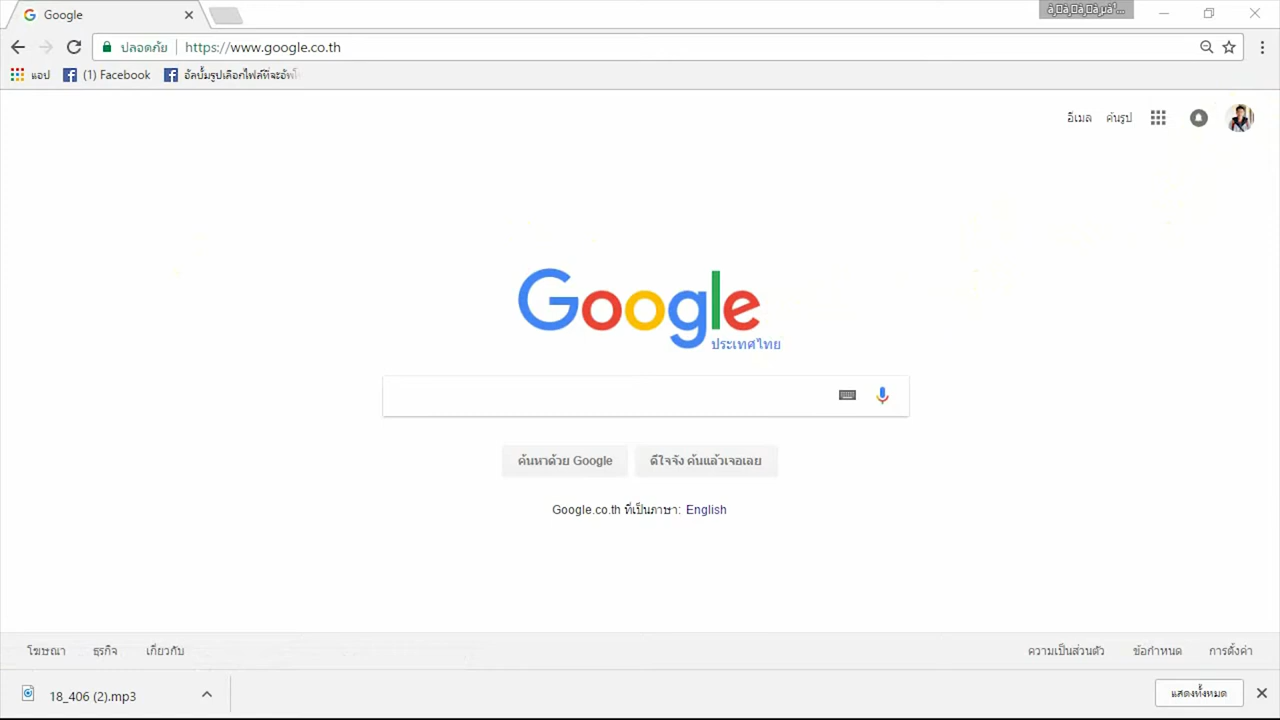 Google
ปลอดภัย https://www.google.co.th
แอป (1) Facebook อัลบั้มรูปเลือกไฟล์ที่จะอัพโ
อีเมล ค้นรูป
Google
ประเทศไทย
ค้นหาด้วย Google ดีใจจัง ค้นแล้วเจอเลย
Google.co.th ที่เป็นภาษา: English
โฆษณา ธุรกิจ เกี่ยวกับ ความเป็นส่วนตัว ข้อกำหนด การตั้งค่า
18_406 (2).mp3 แสดงทั้งหมด